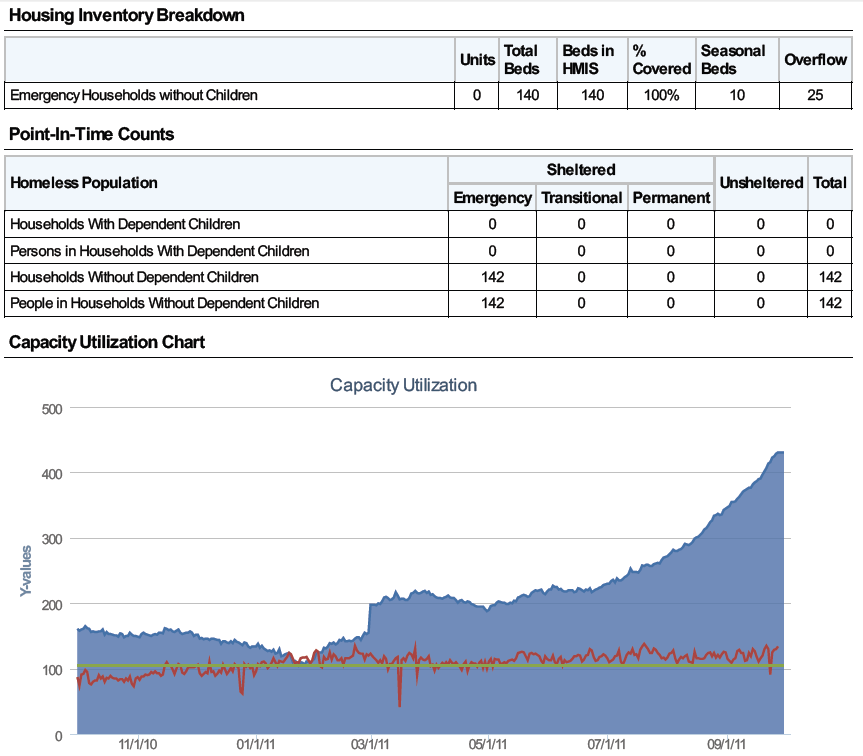 Housing Inventory Breakdown
Units Total Beds Beds in HMIS % Covered Seasonal Beds Overflow
Emergency Households without Children 0 140 140 100% 10 25
Point-In-Time Counts
Homeless Population Sheltered Unsheltered Total
Emergency Transitional Permanent
Households With Dependent Children 0 0 0 0 0
Persons in Households With Dependent Children 0 0 0 0 0
Households Without Dependent Children 142 0 0 0 142
People in Households Without Dependent Children 142 0 0 0 142
Capacity Utilization Chart
Capacity Utilization
500
400
300
200
100
0
Y-values
11/1/10 01/1/11 03/1/11 05/1/11 07/1/11 09/1/11